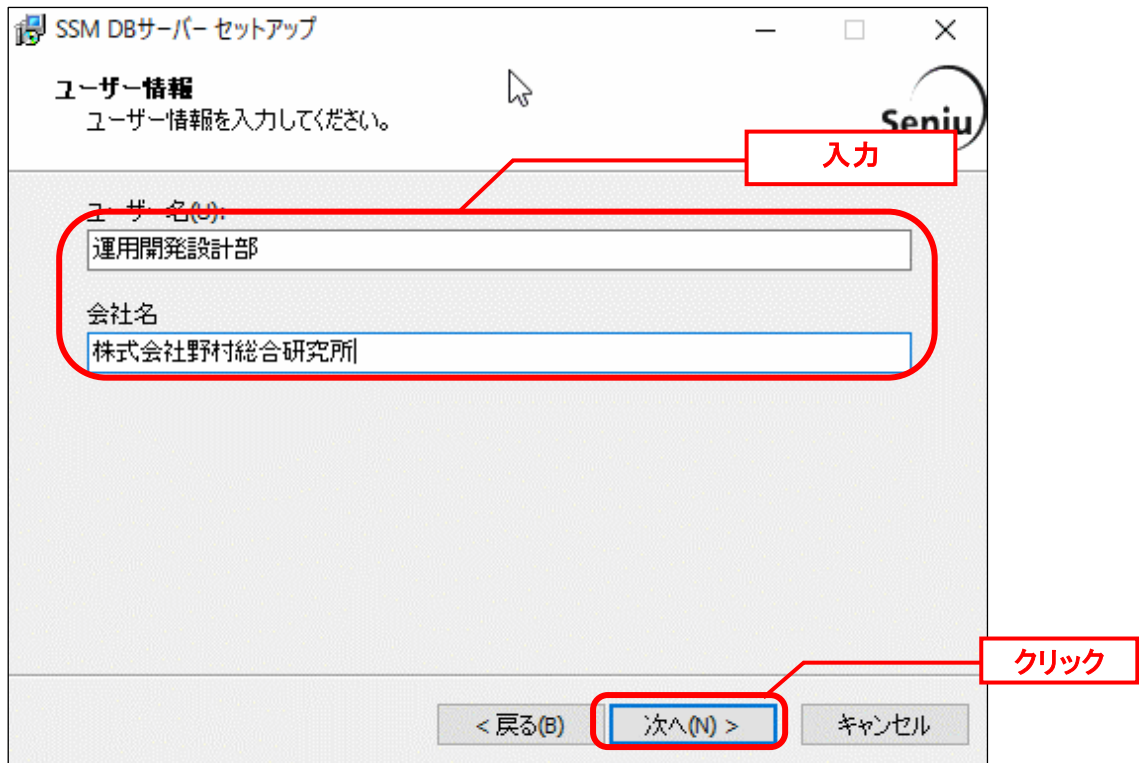 SSM DBサーバー セットアップ
ユーザー情報
ユーザー情報を入力してください。
Senju
入力
ユーザー名(U):
運用開発設計部
会社名
株式会社野村総合研究所
クリック
< 戻る(B)
次へ(N) >
キャンセル